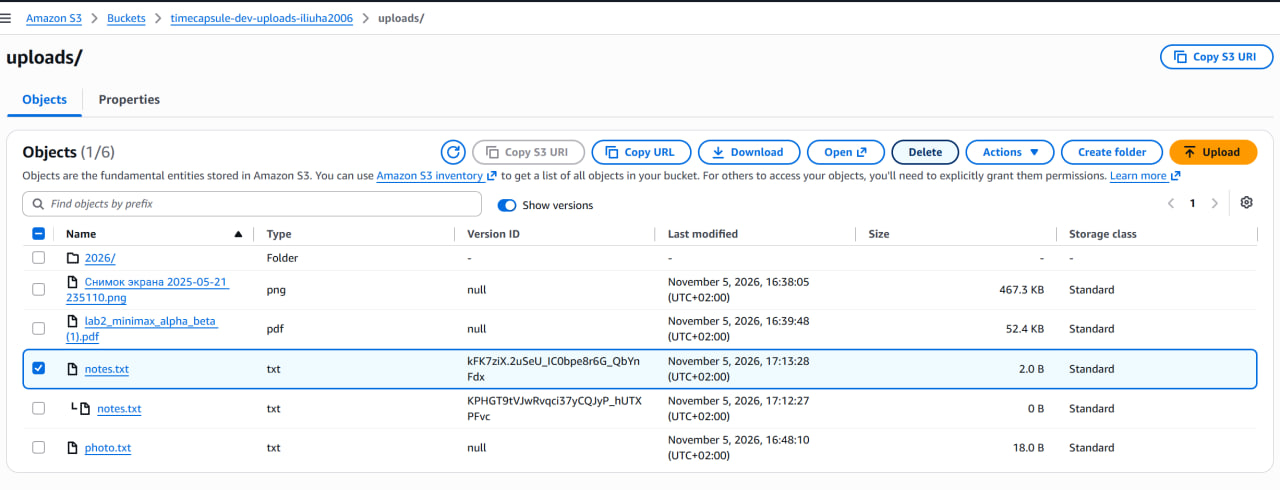 Amazon S3 > Buckets > timecapsule-dev-uploads-iliuha2006 > uploads/
uploads/
Copy S3 URI
Objects Properties
Objects (1/6)
Copy S3 URI Copy URL Download Open Delete Actions Create folder Upload
Objects are the fundamental entities stored in Amazon S3. You can use Amazon S3 inventory to get a list of all objects in your bucket. For others to access your objects, you'll need to explicitly grant them permissions. Learn more
Find objects by prefix Show versions 1
Name Type Version ID Last modified Size Storage class
2026/ Folder - - - -
Снимок экрана 2025-05-21
235110.png
png null
November 5, 2026, 16:38:05
(UTC+02:00)
467.3 KB Standard
lab2_minimax_alpha_beta
(1).pdf
pdf null
November 5, 2026, 16:39:48
(UTC+02:00)
52.4 KB Standard
notes.txt txt
kFK7ziX.2uSeU_IC0bpe8r6G_QbYn
Fdx
November 5, 2026, 17:13:28
(UTC+02:00)
2.0 B Standard
notes.txt txt
KPHGT9tVJwRvqci37yCQJyP_hUTX
PFvc
November 5, 2026, 17:12:27
(UTC+02:00)
0 B Standard
photo.txt txt null
November 5, 2026, 16:48:10
(UTC+02:00)
18.0 B Standard